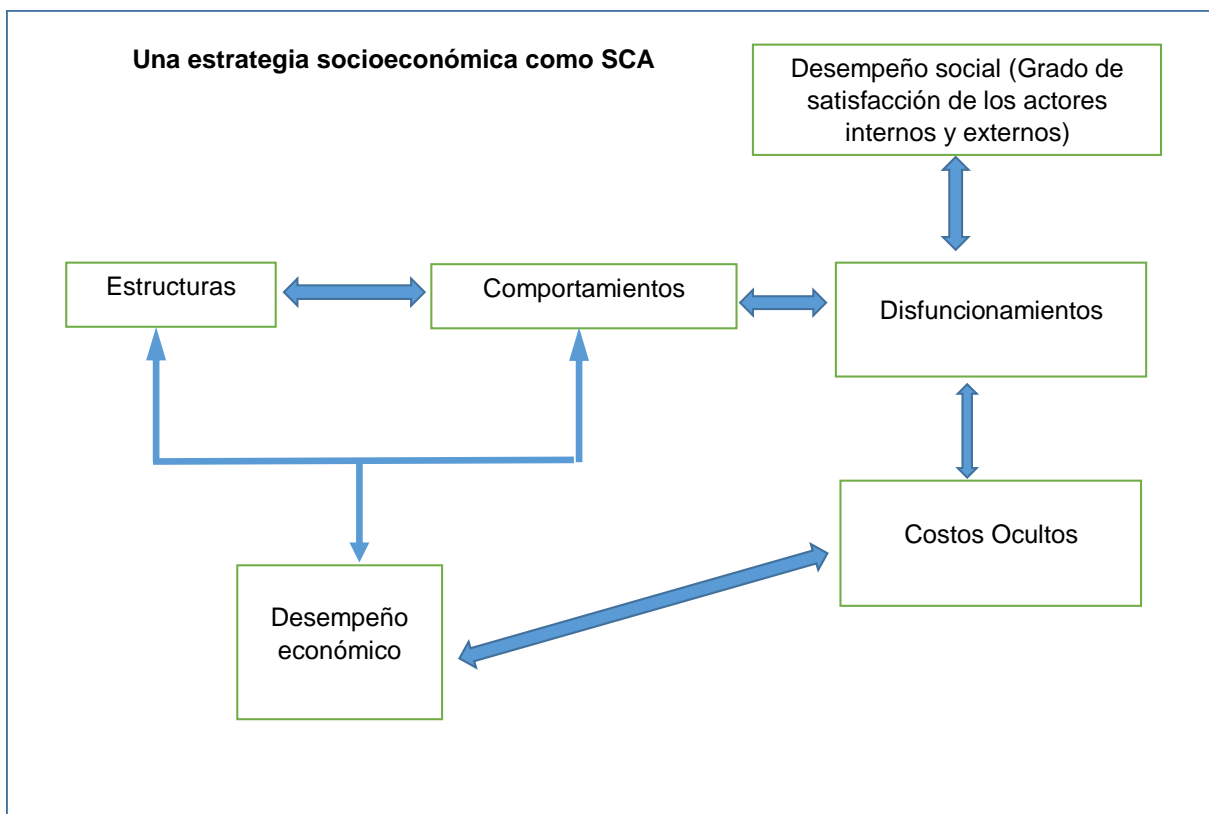 Una estrategia socioeconómica como SCA
Desempeño social (Grado de
satisfacción de los actores
internos y externos)
Estructuras
Comportamientos
Disfuncionamientos
Costos Ocultos
Desempeño
económico